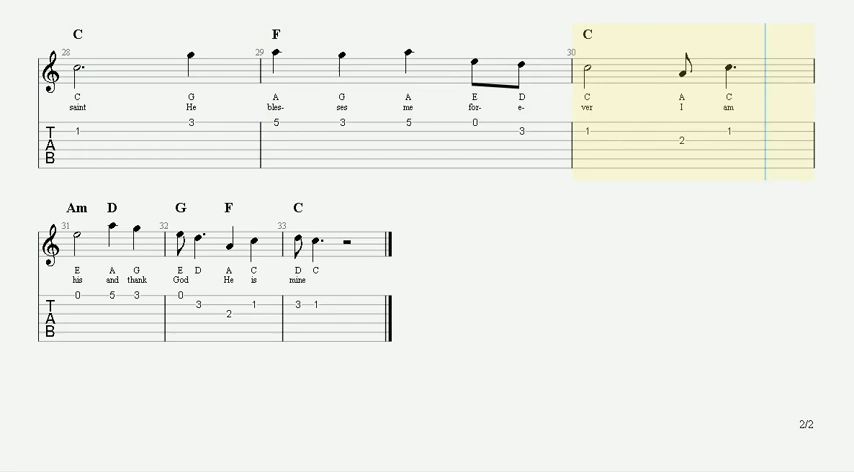 C F C
28 29 30
C G A G A E D C A C
saint He bles- ses me for- e- ver I am
1 3 5 3 5 0 3 1 2 1
T
A
B
Am D G F C
31 32 33
E A G E D A C D C
his and thank God He is mine
0 5 3 0 3 2 1 3 1
T
A
B
2/2